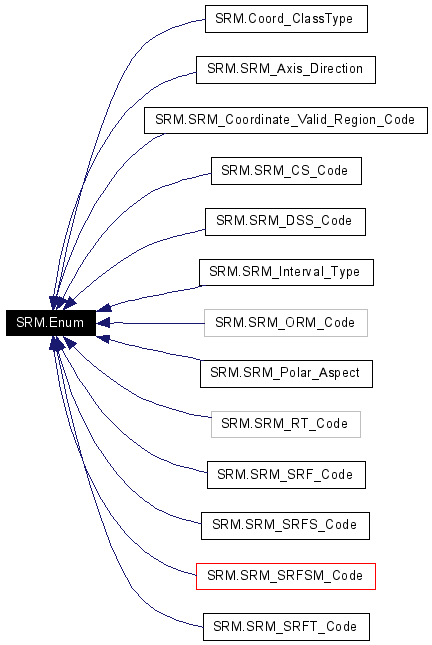 SRM.Coord_ClassType
SRM.SRM_Axis_Direction
SRM.SRM_Coordinate_Valid_Region_Code
SRM.SRM_CS_Code
SRM.SRM_DSS_Code
SRM.SRM_Interval_Type
SRM.Enum
SRM.SRM_ORM_Code
SRM.SRM_Polar_Aspect
SRM.SRM_RT_Code
SRM.SRM_SRF_Code
SRM.SRM_SRFS_Code
SRM.SRM_SRFSM_Code
SRM.SRM_SRFT_Code